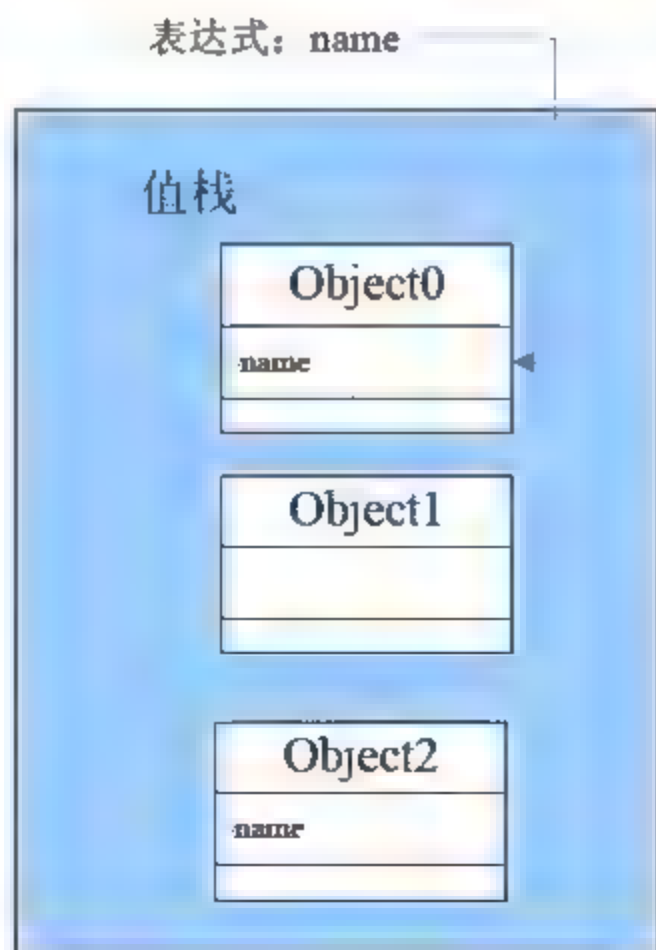 表达式：name
值栈
Object0
name
Object1
Object2
name